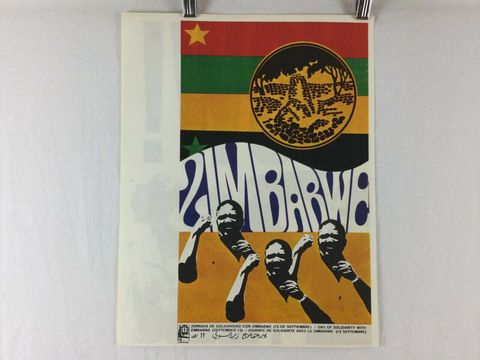 ZIMBABWE
JORNADA DE SOLIDARIDAD CON ZIMBABWE (12 DE SEPTIEMBRE) / DAY OF SOLIDARITY WITH
ZIMBABWE (SEPTEMBER 12) / JOURNEE DE SOLIDARITE AVEC LE ZIMBABWE (12 SEPTEMBRE)